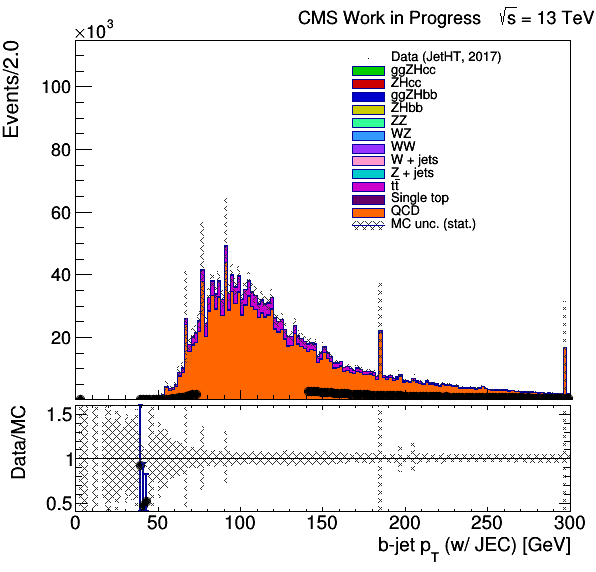 CMS Work in Progress √s = 13 TeV
×10³
Events/2.0
100
80
60
40
20
Data (JetHT, 2017)
ggZHcc
ZHcc
ggZHbb
ZHbb
ZZ
WZ
WW
W + jets
Z + jets
tt̄
Single top
QCD
MC unc. (stat.)
Data/MC
1.5
1
0.5
0 50 100 150 200 250 300
b-jet p_T (w/ JEC) [GeV]